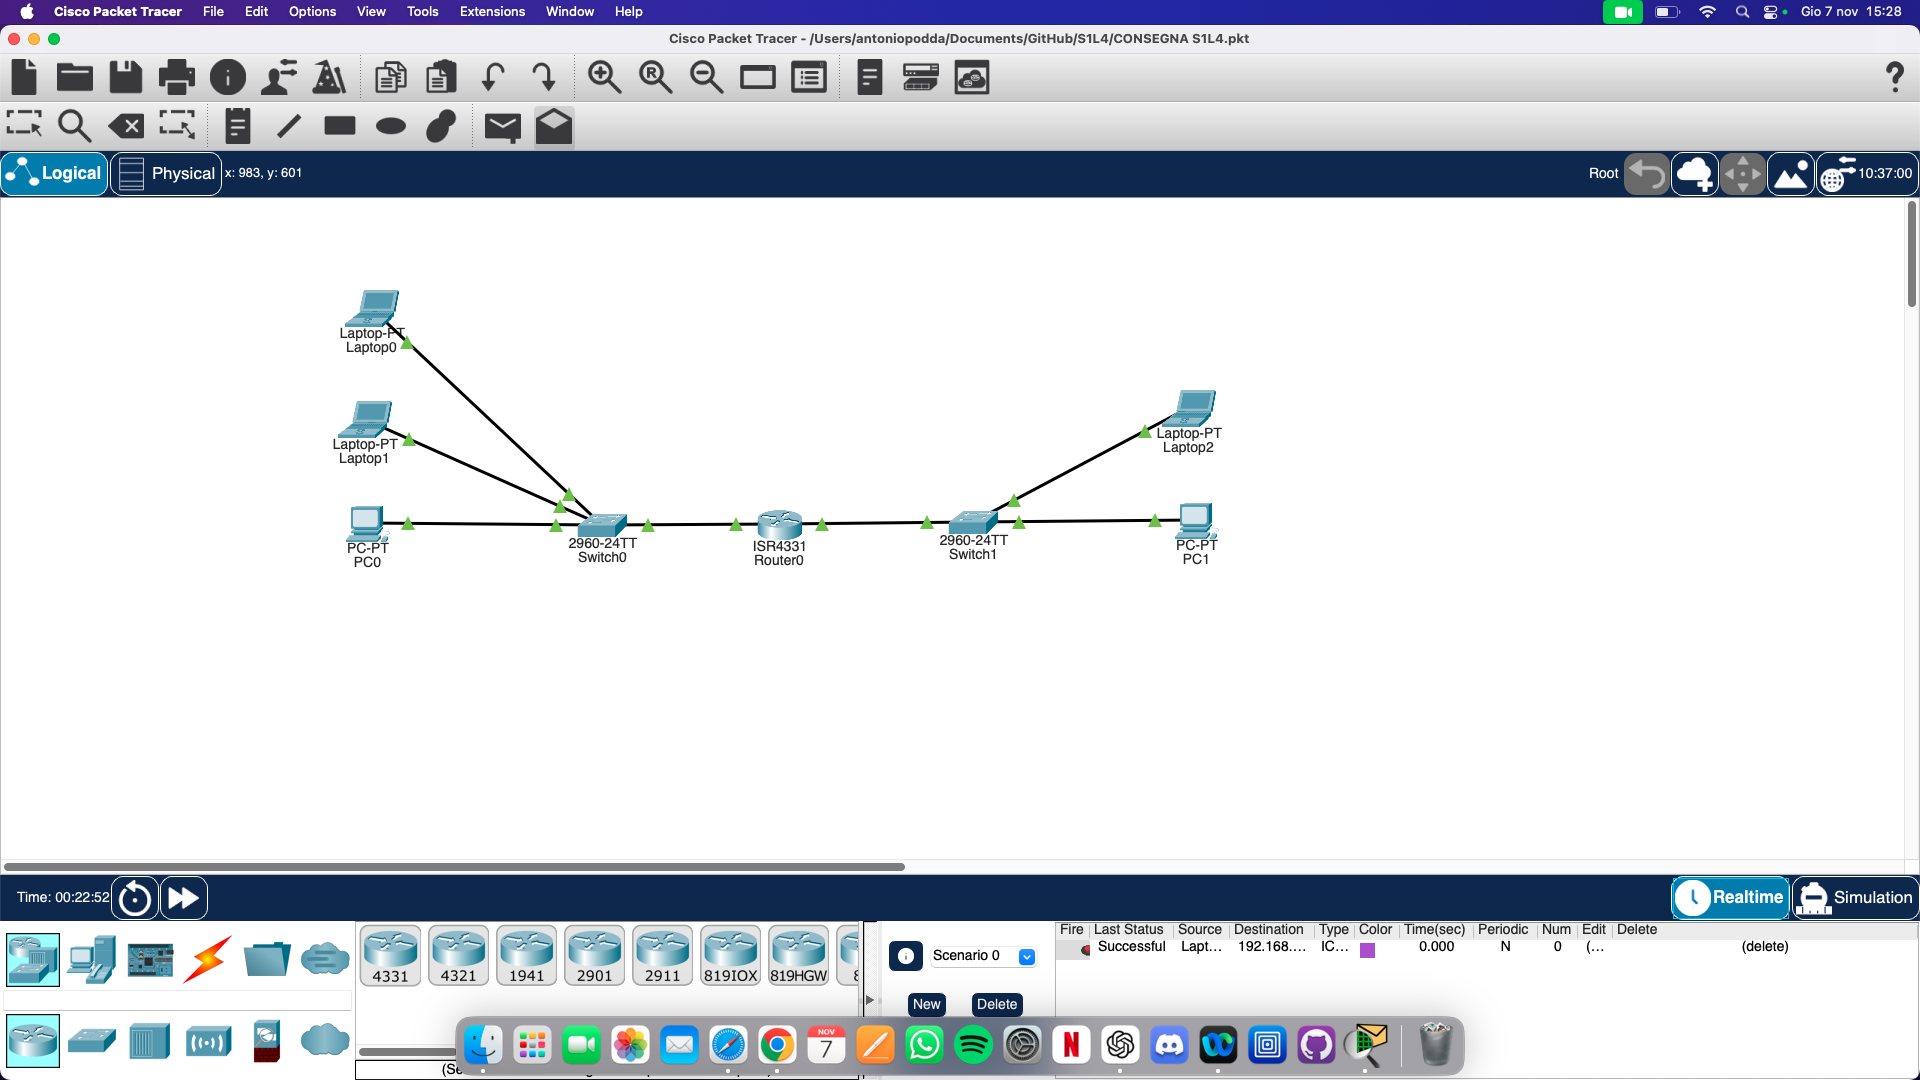 Cisco Packet Tracer File Edit Options View Tools Extensions Window Help Gio 7 nov 15:28
Cisco Packet Tracer - /Users/antoniopodda/Documents/GitHub/S1L4/CONSEGNA S1L4.pkt
Logical Physical x: 983, y: 601 Root 10:37:00
Laptop-PT
Laptop0
Laptop-PT
Laptop1
PC-PT
PC0
2960-24TT
Switch0
ISR4331
Router0
2960-24TT
Switch1
Laptop-PT
Laptop2
PC-PT
PC1
Time: 00:22:52 Realtime Simulation
4331 4321 1941 2901 2911 819IOX 819HGW
Scenario 0
New Delete
Fire Last Status Source Destination Type Color Time(sec) Periodic Num Edit Delete
Successful Lapt... 192.168.... IC... 0.000 N 0 (... (delete)
NOV
7